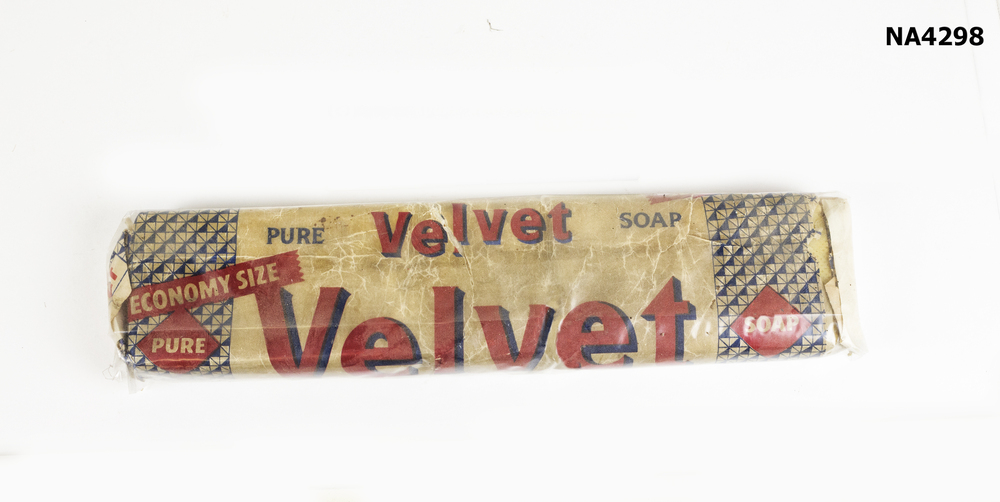 NA4298
PURE Velvet SOAP
ECONOMY SIZE
Velvet
PURE
SOAP